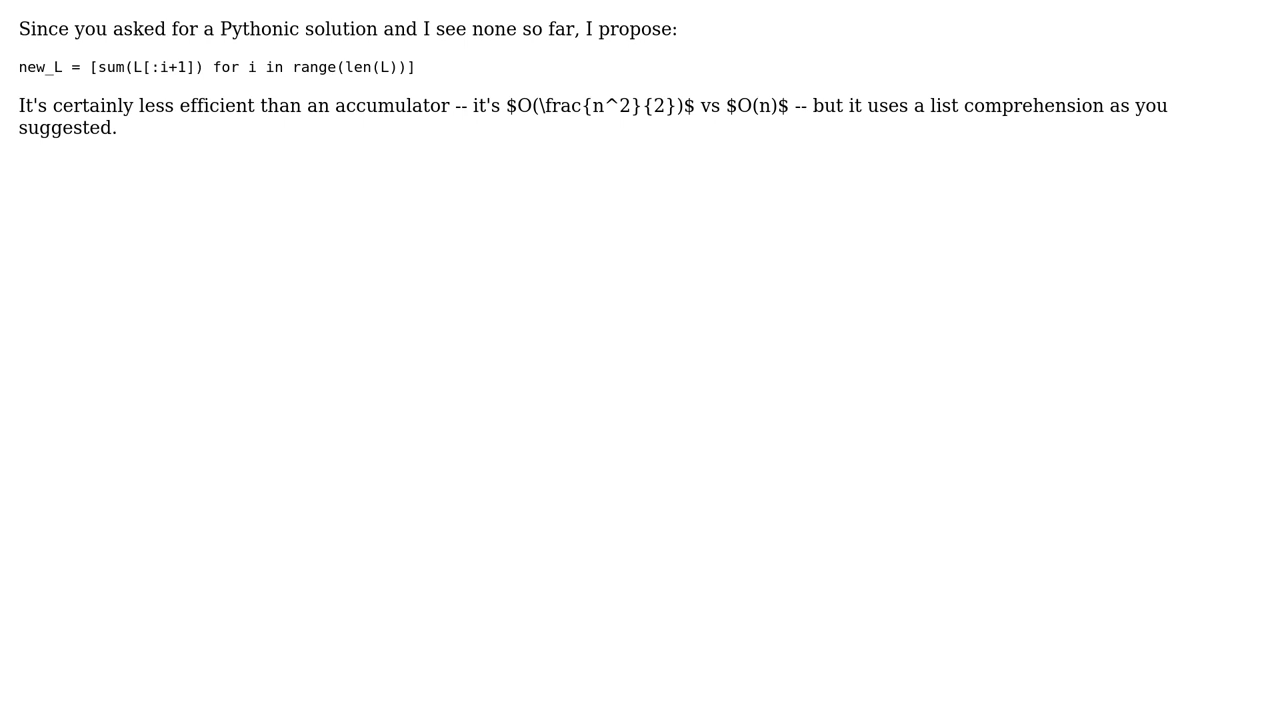 Since you asked for a Pythonic solution and I see none so far, I propose:
new_L = [sum(L[:i+1]) for i in range(len(L))]
It's certainly less efficient than an accumulator -- it's $O(\frac{n^2}{2})$ vs $O(n)$ -- but it uses a list comprehension as you
suggested.